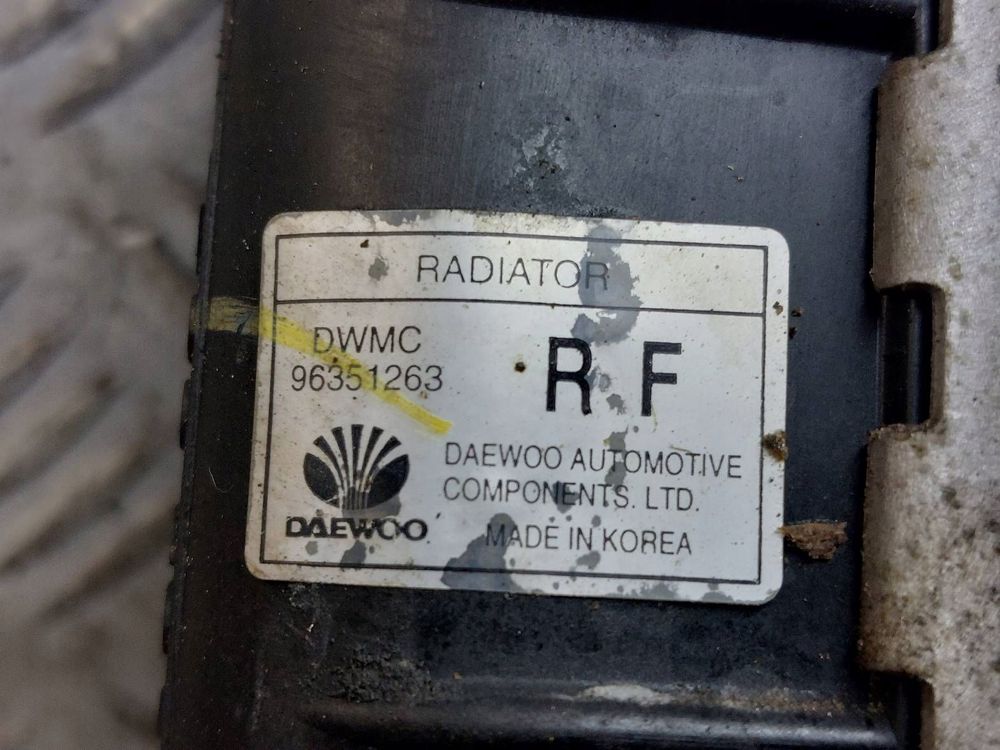 RADIATOR
DWMC
96351263
R F
DAEWOO
DAEWOO AUTOMOTIVE
COMPONENTS. LTD.
MADE IN KOREA